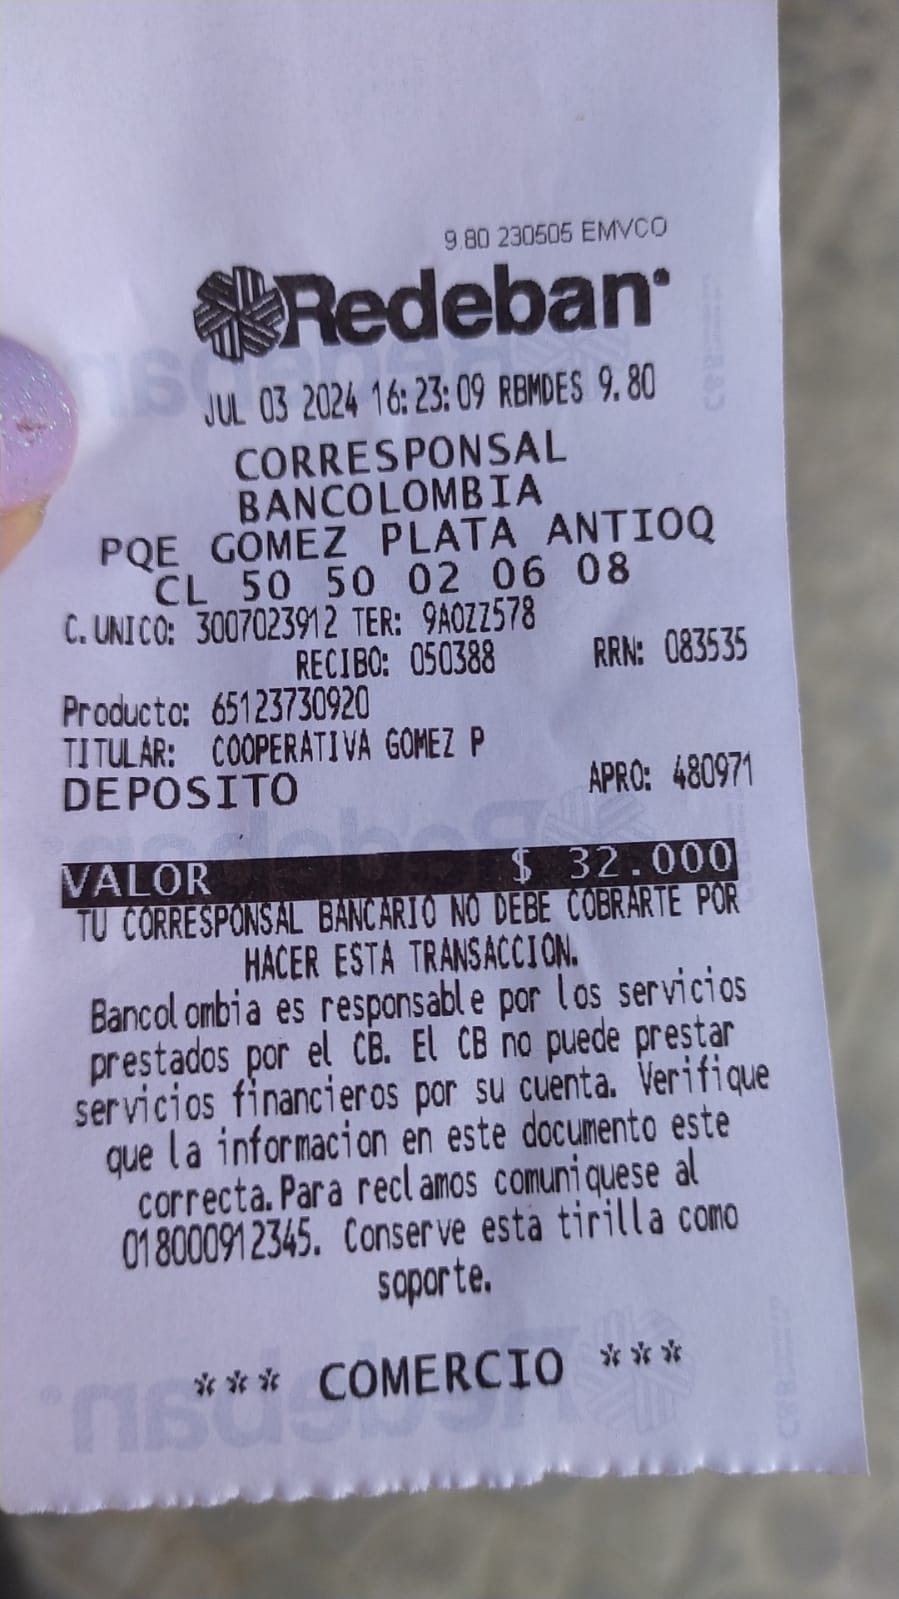 9.80 230505 EMVCO
Redeban
JUL 03 2024 16:23:09 RBMDES 9.80
CORRESPONSAL
BANCOLOMBIA
PQE GOMEZ PLATA ANTIOQ
CL 50 50 02 06 08
C. UNICO: 3007023912 TER: 9A0ZZ578
RECIBO: 050388 RRN: 083535
Producto: 65123730920
TITULAR: COOPERATIVA GOMEZ P
DEPOSITO APRO: 480971
VALOR $ 32.000
TU CORRESPONSAL BANCARIO NO DEBE COBRARTE POR
HACER ESTA TRANSACCION.
Bancolombia es responsable por los servicios
prestados por el CB. El CB no puede prestar
servicios financieros por su cuenta. Verifique
que la informacion en este documento este
correcta. Para reclamos comuniquese al
018000912345. Conserve esta tirilla como
soporte.
*** COMERCIO ***